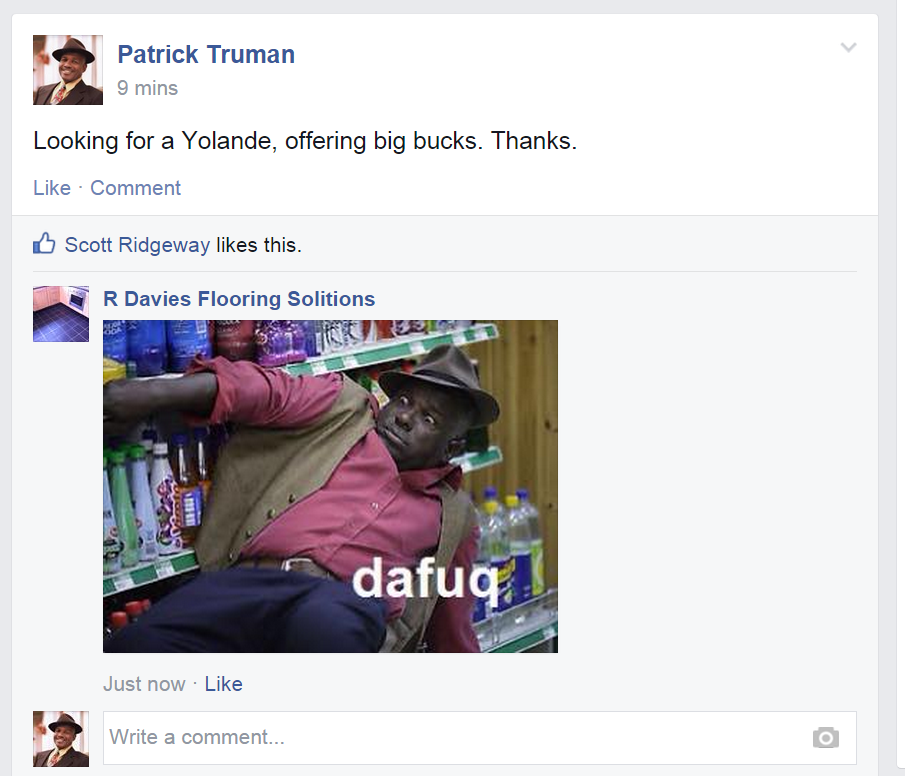 Patrick Truman
9 mins
Looking for a Yolande, offering big bucks. Thanks.
Like · Comment
Scott Ridgeway likes this.
R Davies Flooring Solitions
dafuq
Just now · Like
Write a comment...